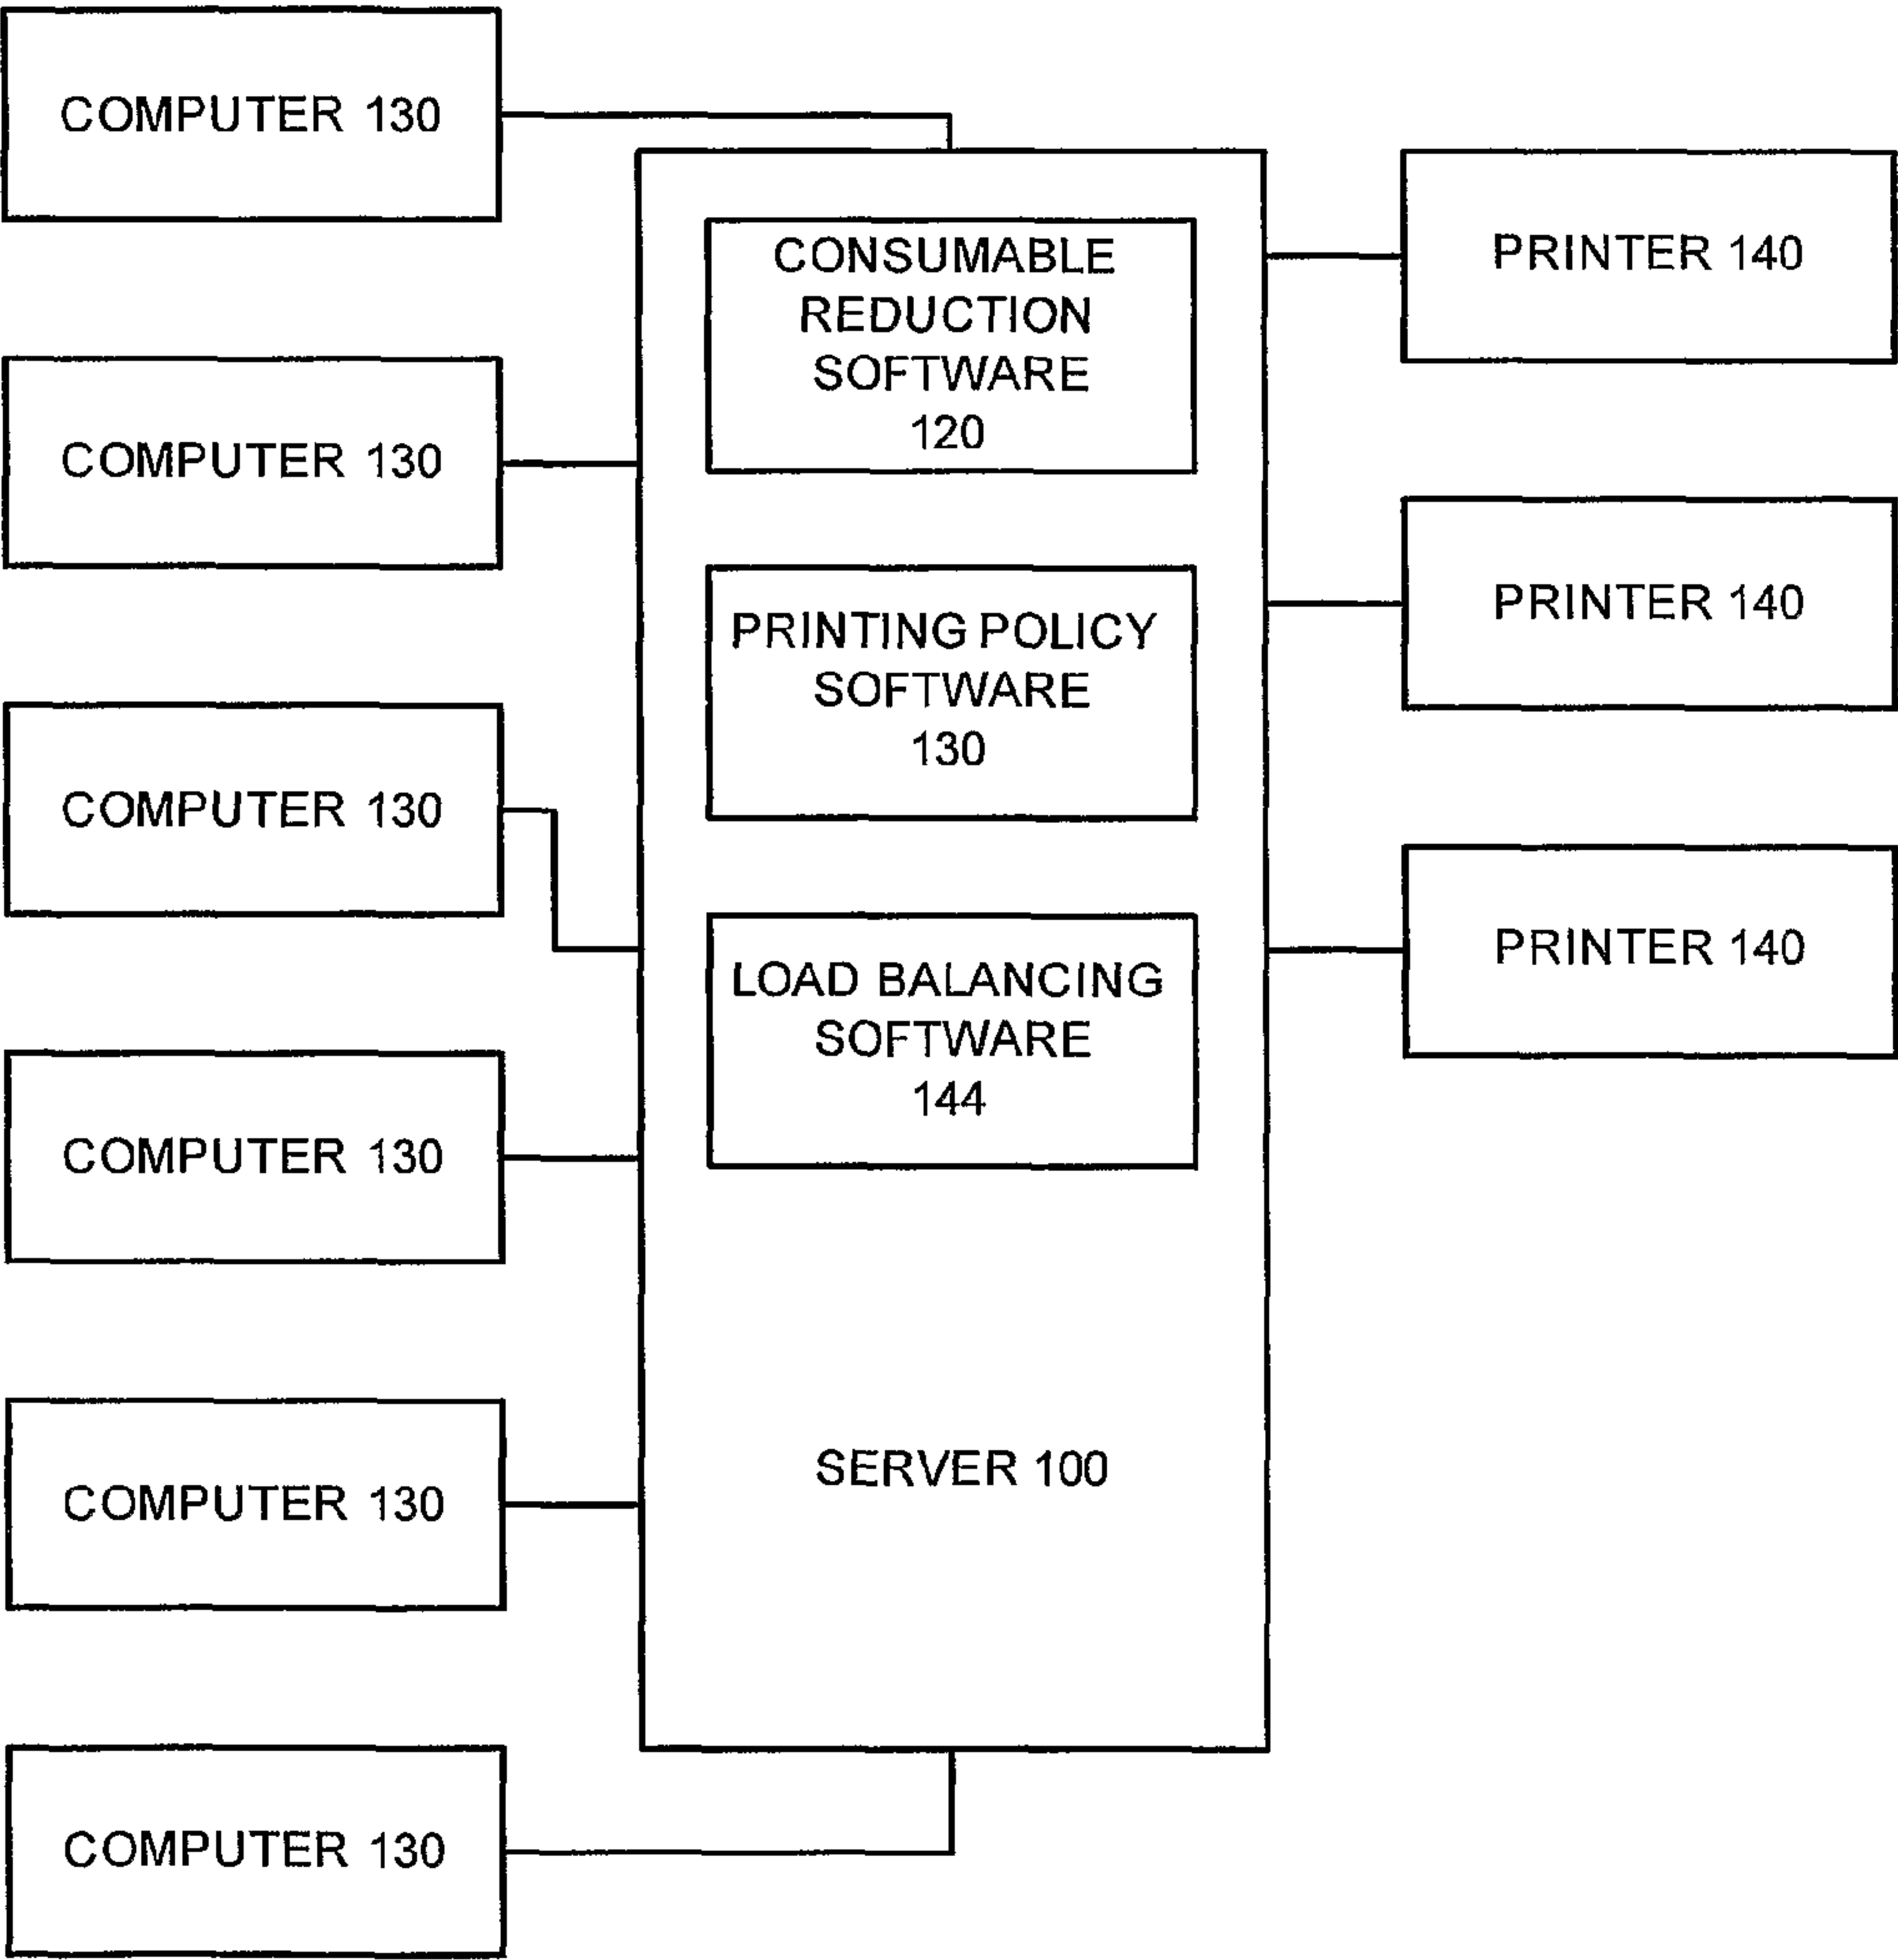 COMPUTER 130
COMPUTER 130
COMPUTER 130
COMPUTER 130
COMPUTER 130
COMPUTER 130
CONSUMABLE
REDUCTION
SOFTWARE
120
PRINTING POLICY
SOFTWARE
130
LOAD BALANCING
SOFTWARE
144
SERVER 100
PRINTER 140
PRINTER 140
PRINTER 140